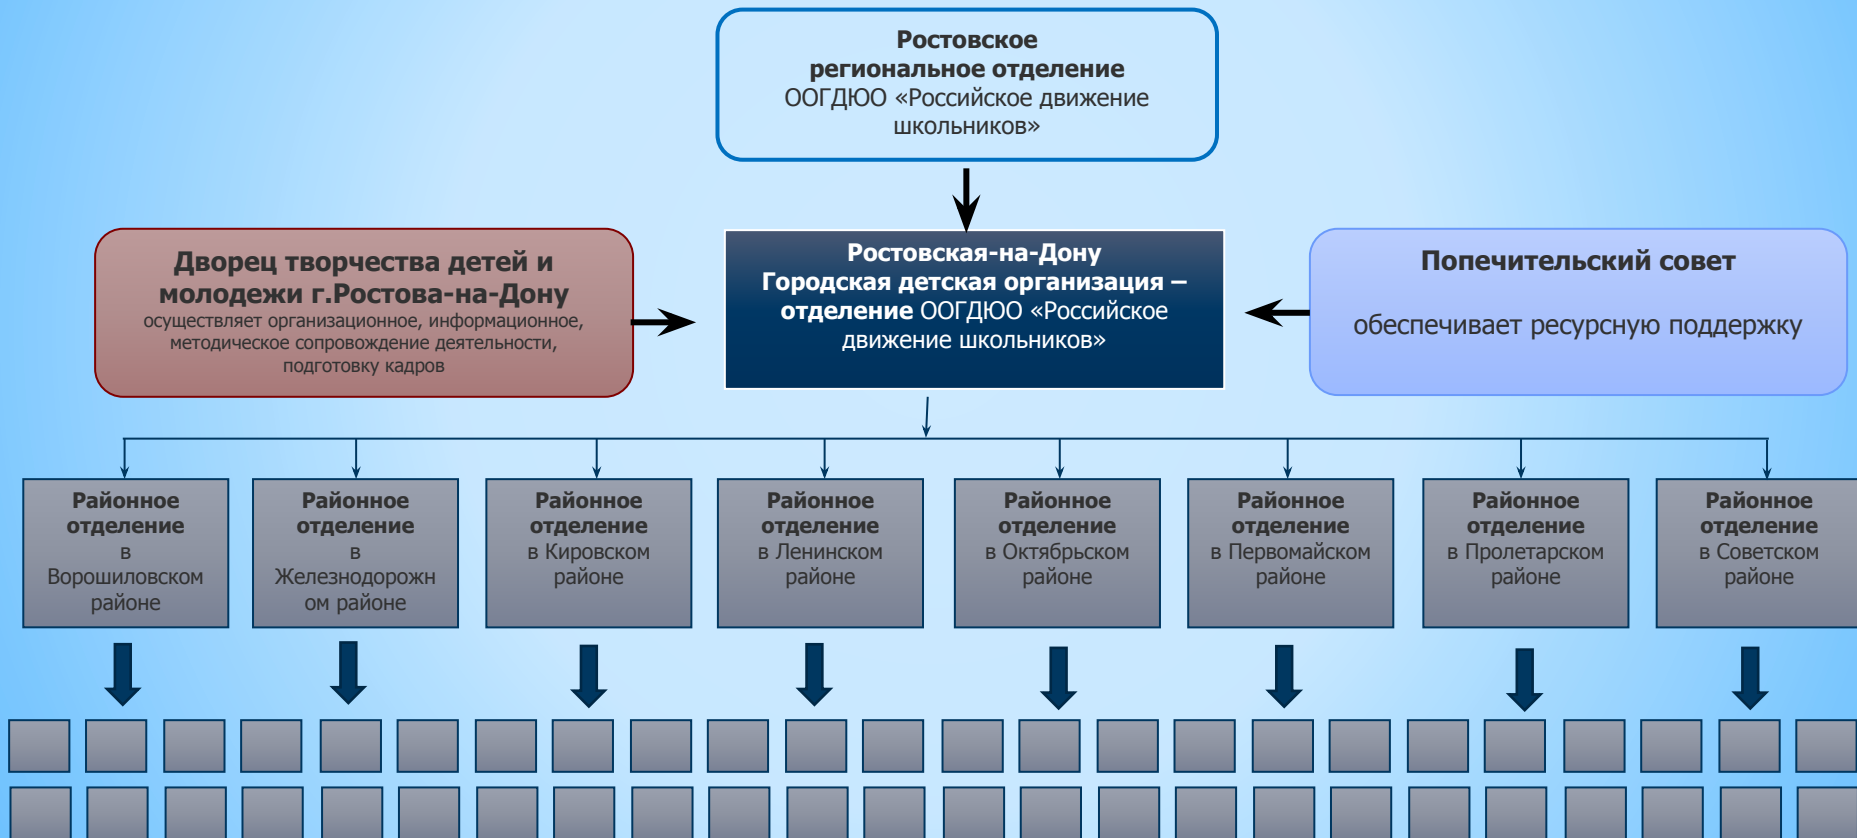 Ростовское
региональное отделение
ООГДЮО «Российское движение
школьников»
Дворец творчества детей и
молодежи г.Ростова-на-Дону
осуществляет организационное, информационное,
методическое сопровождение деятельности,
подготовку кадров
Ростовская-на-Дону
Городская детская организация –
отделение ООГДЮО «Российское
движение школьников»
Попечительский совет
обеспечивает ресурсную поддержку
Районное
отделение
в
Ворошиловском
районе
Районное
отделение
в
Железнодорожн
ом районе
Районное
отделение
в Кировском
районе
Районное
отделение
в Ленинском
районе
Районное
отделение
в Октябрьском
районе
Районное
отделение
в Первомайском
районе
Районное
отделение
в Пролетарском
районе
Районное
отделение
в Советском
районе